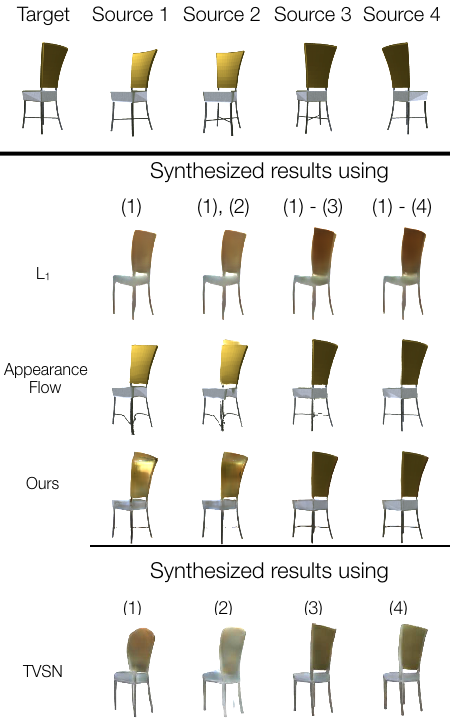 Target Source 1 Source 2 Source 3 Source 4
Synthesized results using
(1) (1), (2) (1) - (3) (1) - (4)
L₁
Appearance
Flow
Ours
Synthesized results using
(1) (2) (3) (4)
TVSN